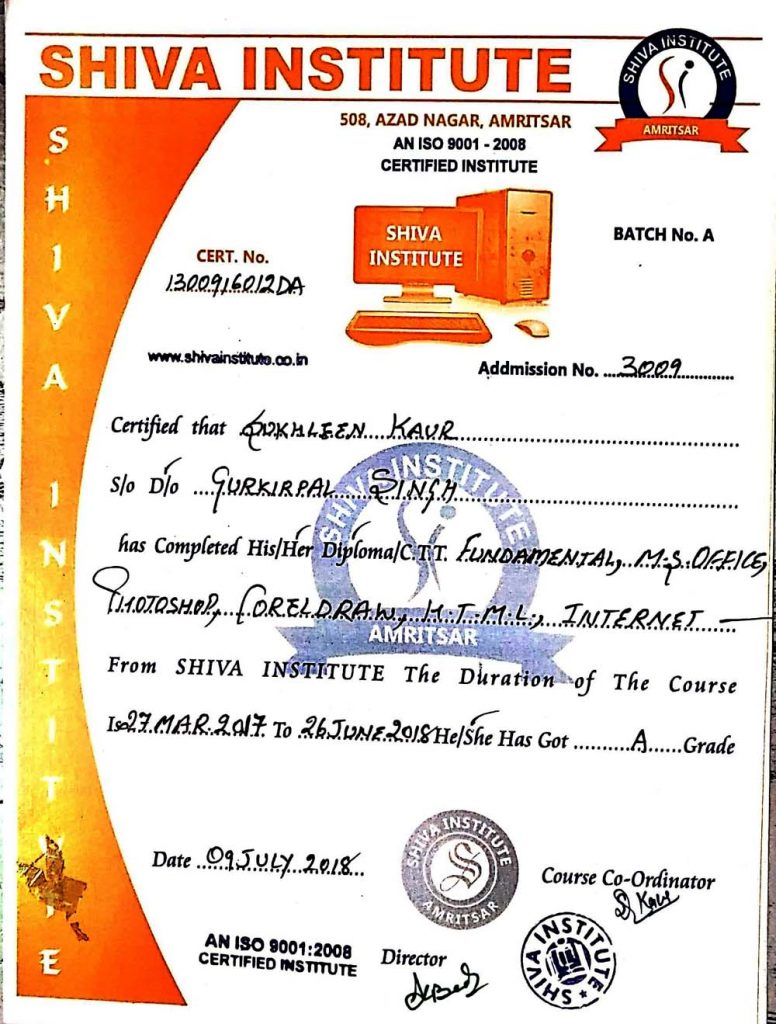 SHIVA INSTITUTE
SHIVA INSTITUTE
AMRITSAR
508, AZAD NAGAR, AMRITSAR
AN ISO 9001 - 2008
CERTIFIED INSTITUTE
SHIVA INSTITUTE
SHIVA
INSTITUTE
BATCH No. A
CERT. No.
1300916012DA
www.shivainstitute.co.in
Addmission No. ....3009............
Certified that SUKHLEEN KAUR
S/o D/o ....GURKIRPAL SINGH
has Completed His/Her Diploma/C.T.T. FUNDAMENTAL, M.S.OFFICE,
PHOTOSHOP, CORELDRAW, H.T.M.L., INTERNET
SHIVA INSTITUTE
AMRITSAR
From SHIVA INSTITUTE The Duration of The Course
Is 27 MAR 2017 To 26 JUNE 2018 He/She Has Got ..........A......Grade
Date ..09 JULY 2018..
SHIVA INSTITUTE
AMRITSAR
Course Co-Ordinator
S Kaur
AN ISO 9001:2008
CERTIFIED INSTITUTE
Director
SHIVA INSTITUTE